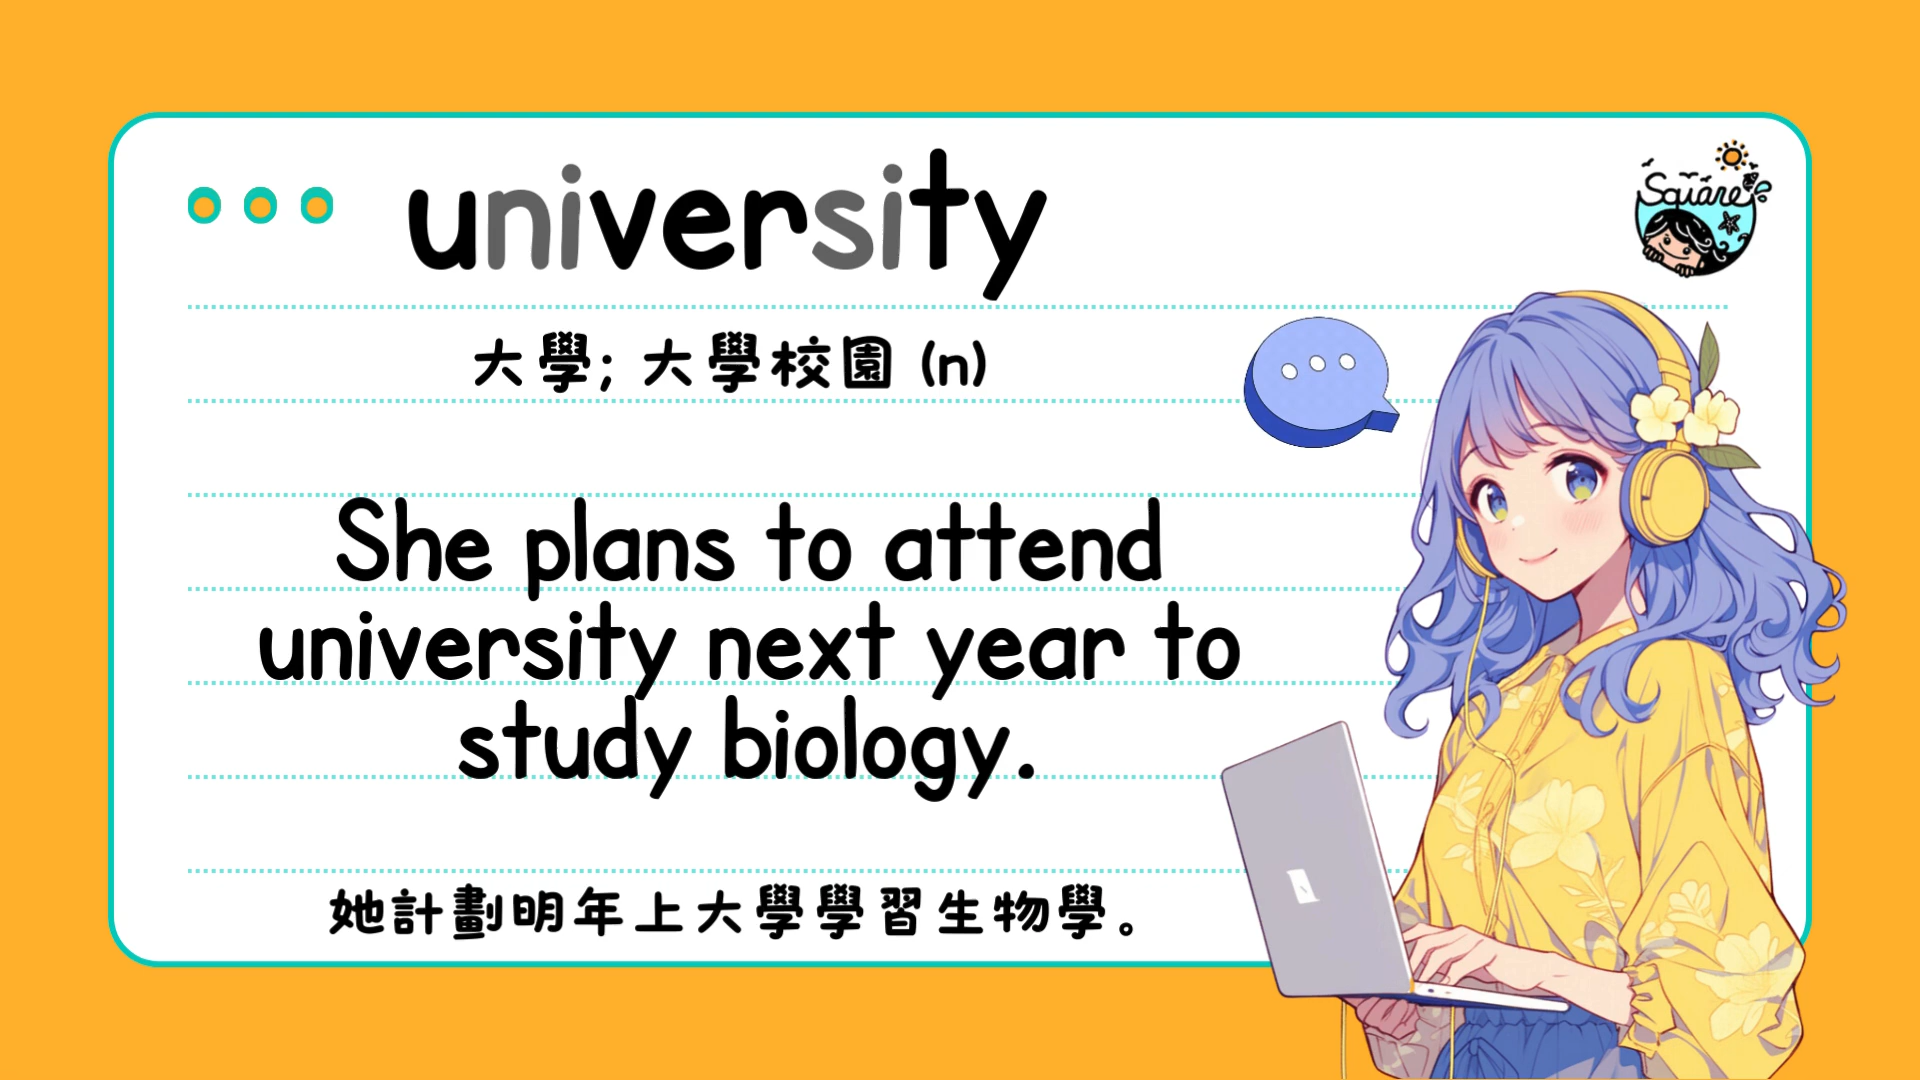 university
Square
大學; 大學校園 (n)
She plans to attend
university next year to
study biology.
她計劃明年上大學學習生物學。